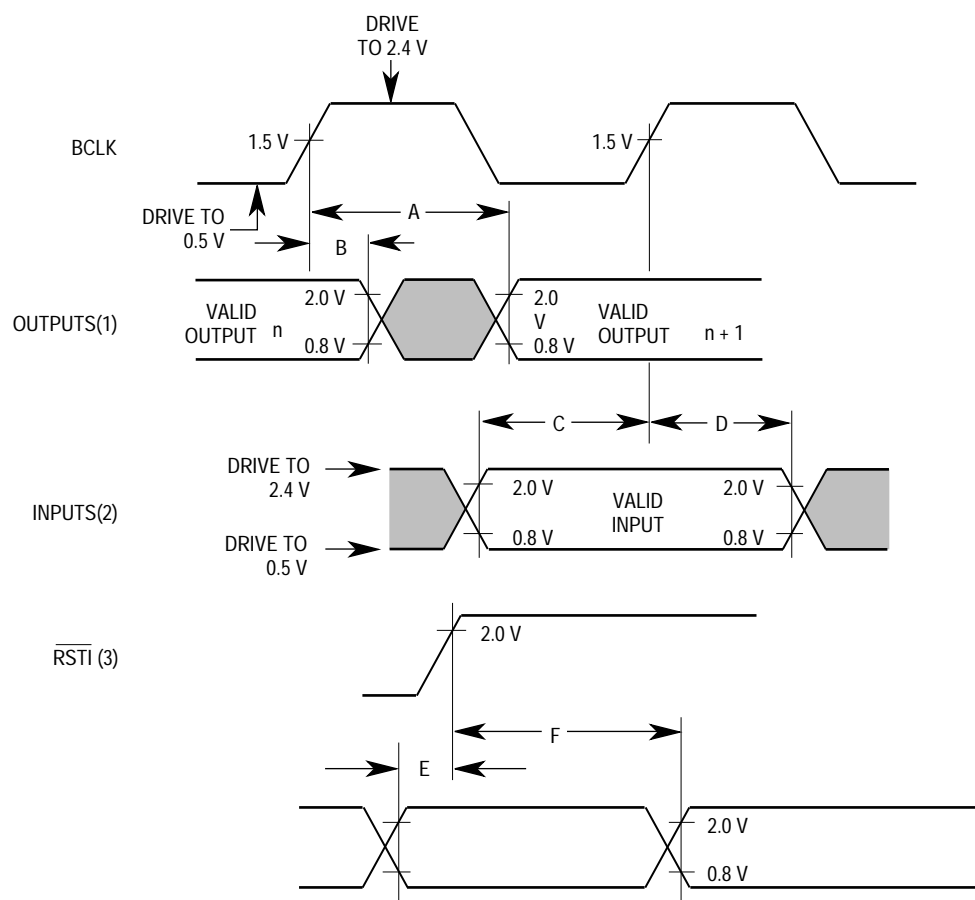 DRIVE
TO 2.4 V
BCLK
1.5 V
1.5 V
DRIVE TO
0.5 V
A
B
OUTPUTS(1)
VALID
OUTPUT n
2.0 V
0.8 V
2.0
V
0.8 V
VALID
OUTPUT n + 1
C
D
INPUTS(2)
DRIVE TO
2.4 V
DRIVE TO
0.5 V
2.0 V
0.8 V
VALID
INPUT
2.0 V
0.8 V
RSTI (3)
2.0 V
F
E
2.0 V
0.8 V